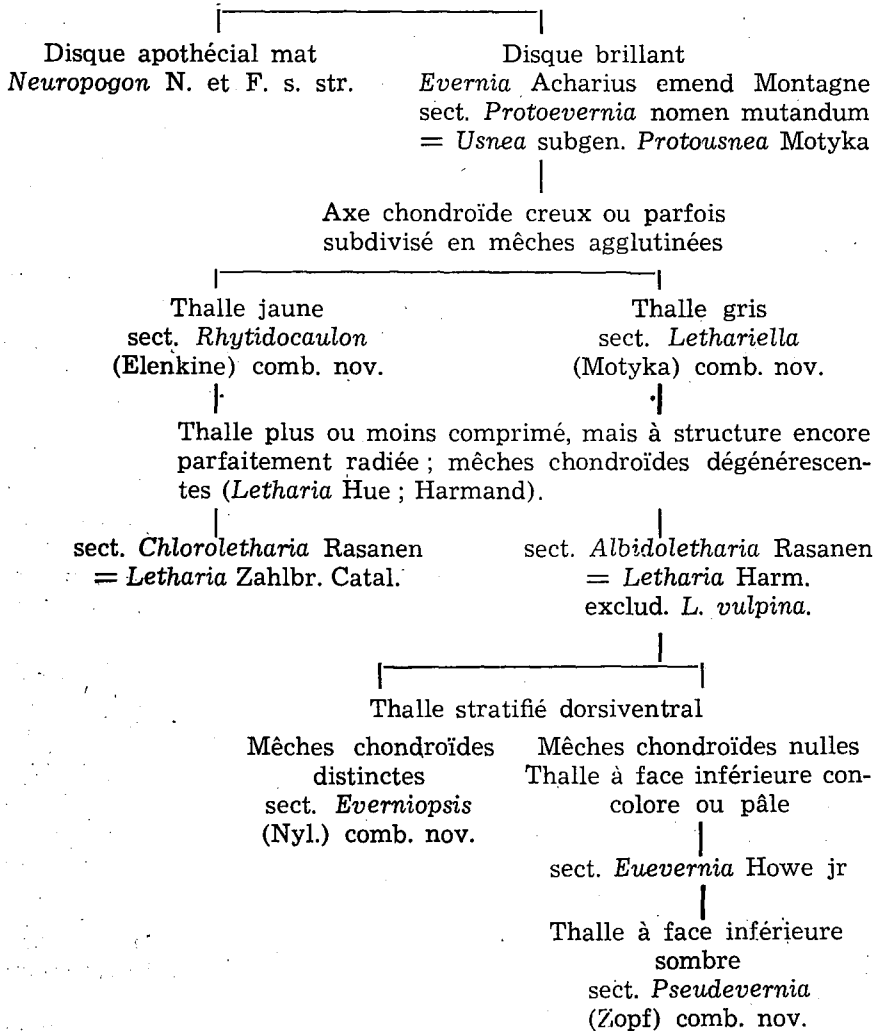 Disque apothécial mat
Neuropogon N. et F. s. str.
Disque brillant
Evernia Acharius emend Montagne
sect. Protoevernia nomen mutandum
= Usnea subgen. Protousnea Motyka
Axe chondroïde creux ou parfois
subdivisé en mêches agglutinées
Thalle jaune
sect. Rhytidocaulon
(Elenkine) comb. nov.
Thalle gris
sect. Lethariella
(Motyka) comb. nov.
Thalle plus ou moins comprimé, mais à structure encore
parfaitement radiée ; mêches chondroïdes dégénérescen-
tes (Letharia Hue ; Harmand).
sect. Chloroletharia Rasanen
= Letharia Zahlbr. Catal.
sect. Albidoletharia Rasanen
= Letharia Harm.
exclud. L. vulpina.
Thalle stratifié dorsiventral
Mêches chondroïdes
distinctes
sect. Everniopsis
(Nyl.) comb. nov.
Mêches chondroïdes nulles
Thalle à face inférieure con-
colore ou pâle
sect. Euevernia Howe jr
Thalle à face inférieure
sombre
sect. Pseudevernia
(Zopf) comb. nov.